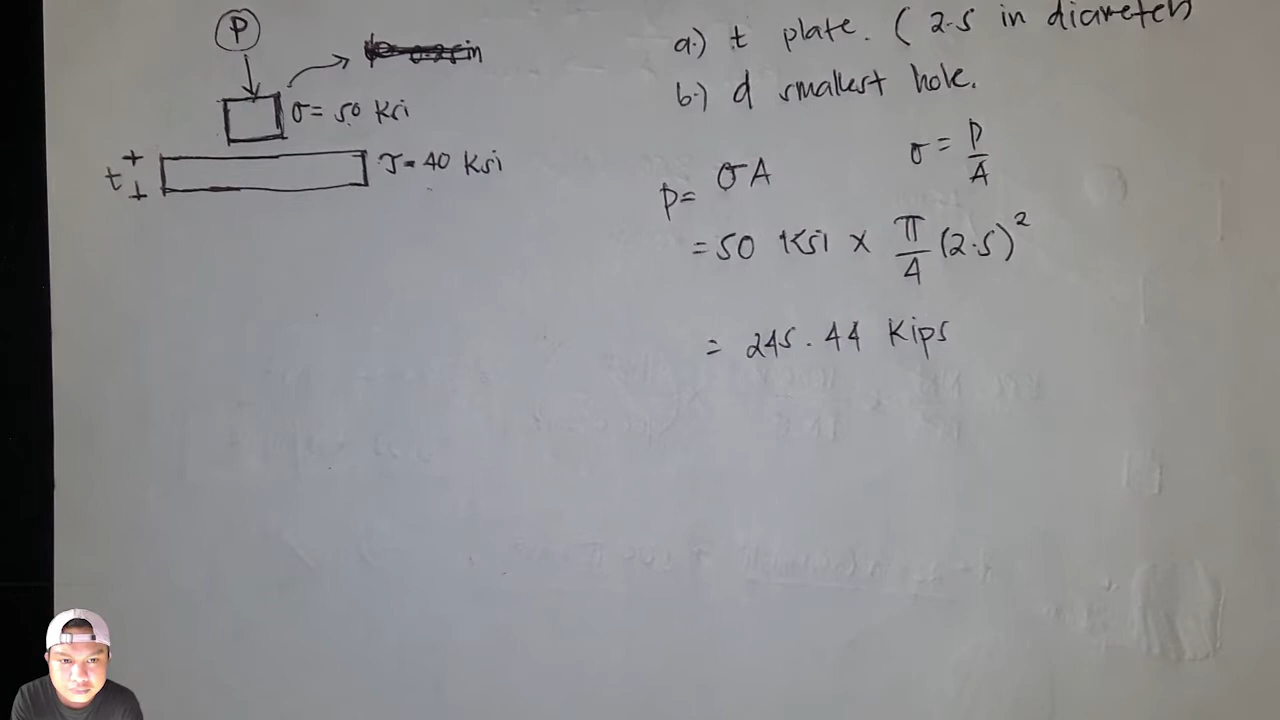 P
σ = 50 Ksi
t
τ = 40 Ksi
a.) t plate. ( 2.5 in diameter)
b.) d smallest hole.
σ = P/A
P = σA
= 50 Ksi x π/4 (2.5)²
= 245.44 Kips